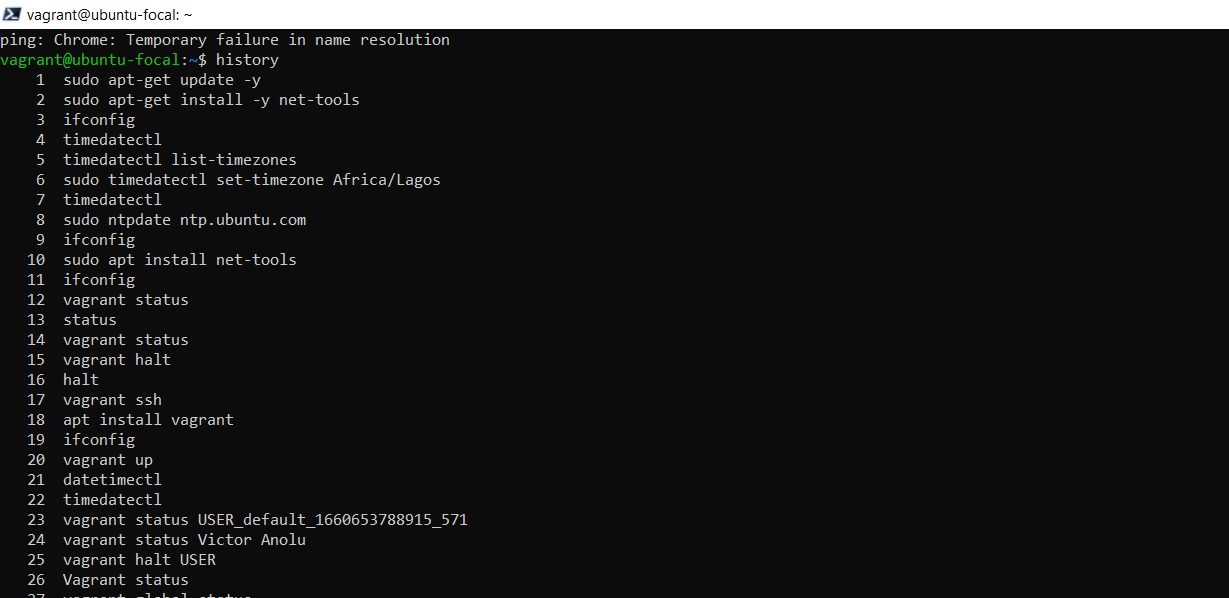 vagrant@ubuntu-focal: ~
ping: Chrome: Temporary failure in name resolution
vagrant@ubuntu-focal:~$ history
1 sudo apt-get update -y
2 sudo apt-get install -y net-tools
3 ifconfig
4 timedatectl
5 timedatectl list-timezones
6 sudo timedatectl set-timezone Africa/Lagos
7 timedatectl
8 sudo ntpdate ntp.ubuntu.com
9 ifconfig
10 sudo apt install net-tools
11 ifconfig
12 vagrant status
13 status
14 vagrant status
15 vagrant halt
16 halt
17 vagrant ssh
18 apt install vagrant
19 ifconfig
20 vagrant up
21 datetimectl
22 timedatectl
23 vagrant status USER_default_1660653788915_571
24 vagrant status Victor Anolu
25 vagrant halt USER
26 Vagrant status
27 vagrant global-status